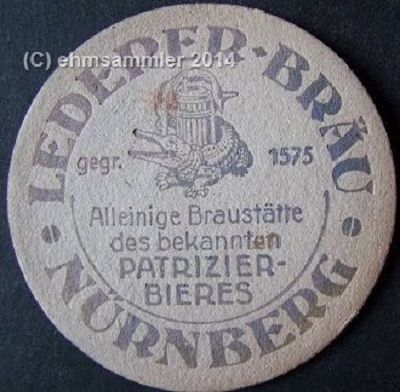 (C) ehmsammler 2014
LEDERER-BRÄU
gegr. 1575
Alleinige Braustätte
des bekannten
PATRIZIER-
BIERES
NÜRNBERG